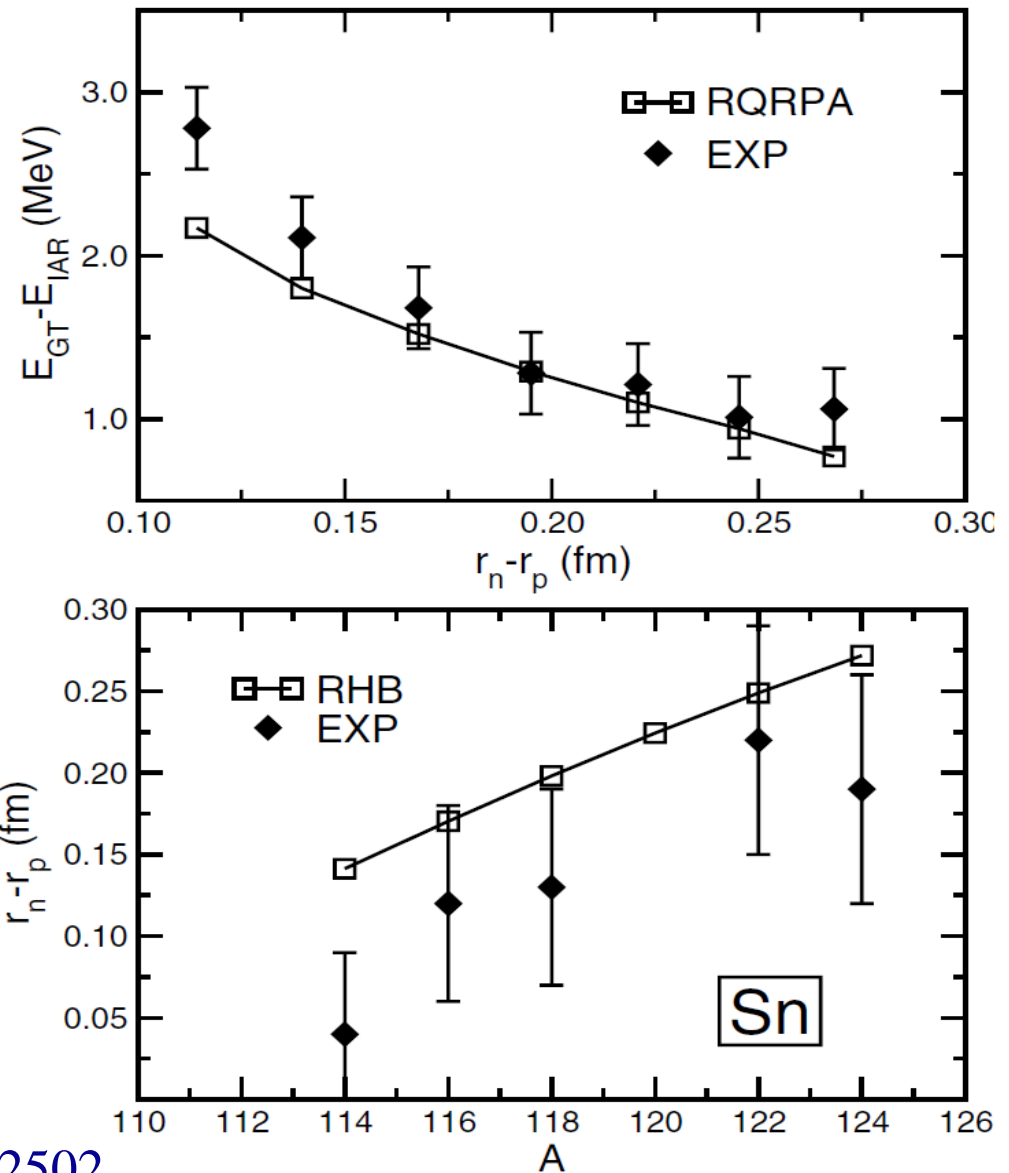 3.0
RQRPA
EXP
E_GT-E_IAR (MeV)
2.0
1.0
0.10 0.15 0.20 0.25 0.30
r_n-r_p (fm)
0.30
RHB
0.25
EXP
0.20
r_n-r_p (fm)
0.15
0.10
Sn
0.05
110 112 114 116 118 120 122 124 126
A
2502